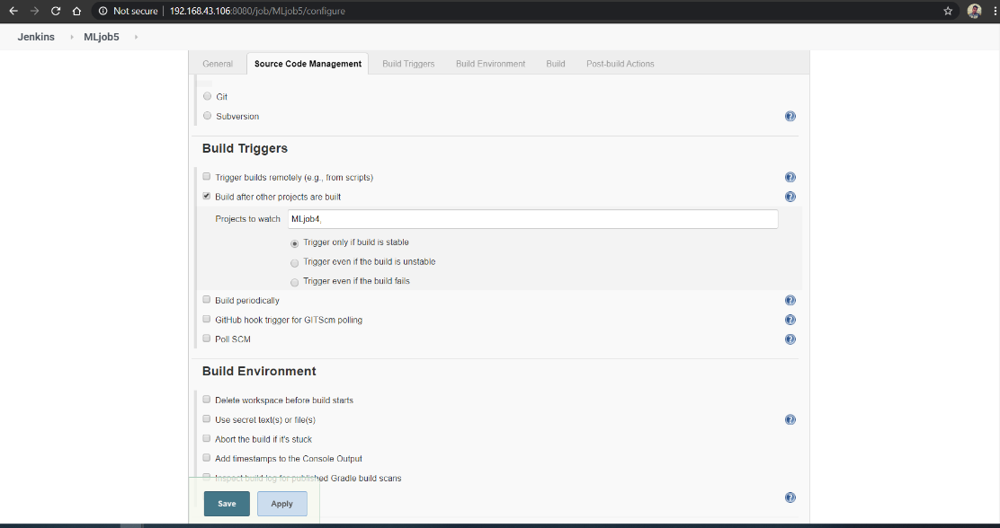 Not secure 192.168.43.106:8080/job/MLjob5/configure
Jenkins MLjob5
General Source Code Management Build Triggers Build Environment Build Post-build Actions
Git
Subversion
Build Triggers
Trigger builds remotely (e.g., from scripts)
Build after other projects are built
Projects to watch MLjob4,
Trigger only if build is stable
Trigger even if the build is unstable
Trigger even if the build fails
Build periodically
GitHub hook trigger for GITScm polling
Poll SCM
Build Environment
Delete workspace before build starts
Use secret text(s) or file(s)
Abort the build if it's stuck
Add timestamps to the Console Output
Inspect build log for published Gradle build scans
Save Apply